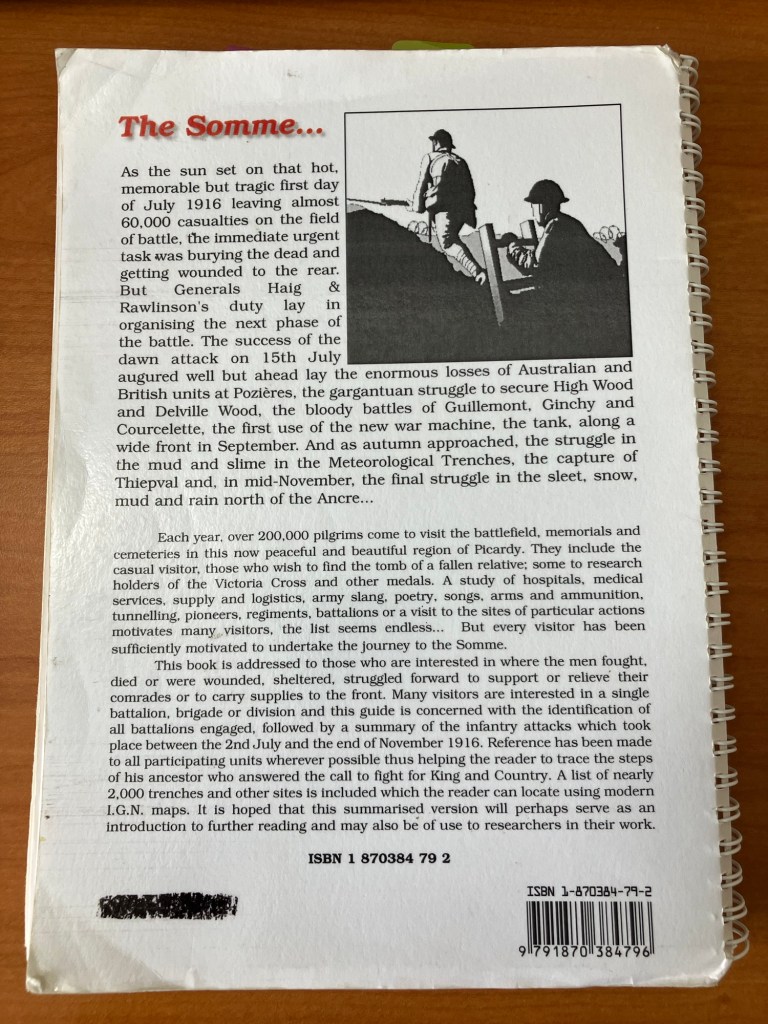 The Somme...
As the sun set on that hot,
memorable but tragic first day
of July 1916 leaving almost
60,000 casualties on the field
of battle, the immediate urgent
task was burying the dead and
getting wounded to the rear.
But Generals Haig &
Rawlinson's duty lay in
organising the next phase of
the battle. The success of the
dawn attack on 15th July
augured well but ahead lay the enormous losses of Australian and
British units at Pozières, the gargantuan struggle to secure High Wood
and Delville Wood, the bloody battles of Guillemont, Ginchy and
Courcelette, the first use of the new war machine, the tank, along a
wide front in September. And as autumn approached, the struggle in
the mud and slime in the Meteorological Trenches, the capture of
Thiepval and, in mid-November, the final struggle in the sleet, snow,
mud and rain north of the Ancre...
Each year, over 200,000 pilgrims come to visit the battlefield, memorials and
cemeteries in this now peaceful and beautiful region of Picardy. They include the
casual visitor, those who wish to find the tomb of a fallen relative; some to research
holders of the Victoria Cross and other medals. A study of hospitals, medical
services, supply and logistics, army slang, poetry, songs, arms and ammunition,
tunnelling, pioneers, regiments, battalions or a visit to the sites of particular actions
motivates many visitors, the list seems endless... But every visitor has been
sufficiently motivated to undertake the journey to the Somme.
This book is addressed to those who are interested in where the men fought,
died or were wounded, sheltered, struggled forward to support or relieve their
comrades or to carry supplies to the front. Many visitors are interested in a single
battalion, brigade or division and this guide is concerned with the identification of
all battalions engaged, followed by a summary of the infantry attacks which took
place between the 2nd July and the end of November 1916. Reference has been made
to all participating units wherever possible thus helping the reader to trace the steps
of his ancestor who answered the call to fight for King and Country. A list of nearly
2,000 trenches and other sites is included which the reader can locate using modern
I.G.N. maps. It is hoped that this summarised version will perhaps serve as an
introduction to further reading and may also be of use to researchers in their work.
ISBN 1 870384 79 2
ISBN 1-870384-79-2
9 791870 384796